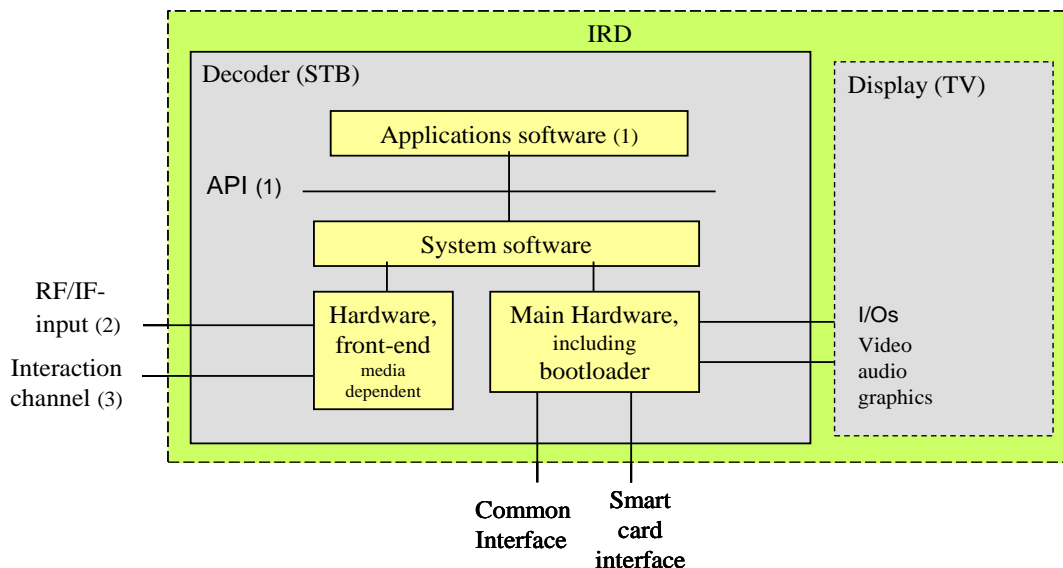 IRD
Decoder (STB)
Display (TV)
Applications software (1)
API (1)
System software
RF/IF-
input (2)
Interaction
channel (3)
Hardware,
front-end
media
dependent
Main Hardware,
including
bootloader
I/Os
Video
audio
graphics
Common
Interface
Smart
card
interface